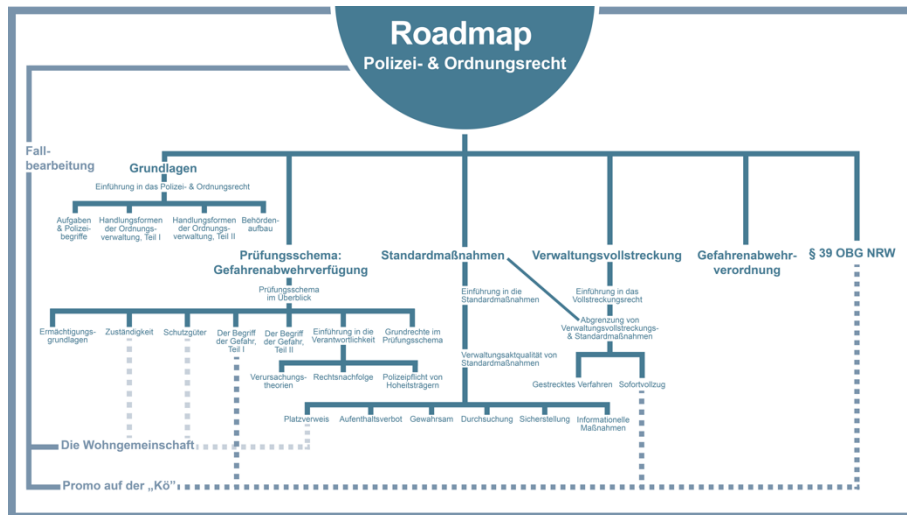 Roadmap
Polizei- & Ordnungsrecht
Fall-
bearbeitung
Grundlagen
Einführung in das Polizei- & Ordnungsrecht
Aufgaben
& Polizei-
begriffe
Handlungsformen
der Ordnungs-
verwaltung, Teil I
Handlungsformen
der Ordnungs-
verwaltung, Teil II
Behörden-
aufbau
Prüfungsschema:
Gefahrenabwehrverfügung
Prüfungsschema
im Überblick
Ermächtigungs-
grundlagen
Zuständigkeit
Schutzgüter
Der Begriff
der Gefahr,
Teil I
Der Begriff
der Gefahr,
Teil II
Einführung in die
Verantwortlichkeit
Grundrechte im
Prüfungsschema
Verursachungs-
theorien
Rechtsnachfolge
Polizeipflicht von
Hoheitsträgern
Standardmaßnahmen
Einführung in die
Standardmaßnahmen
Verwaltungsaktqualität von
Standardmaßnahmen
Platzverweis
Aufenthaltsverbot
Gewahrsam
Durchsuchung
Sicherstellung
Informationelle
Maßnahmen
Verwaltungsvollstreckung
Einführung in das
Vollstreckungsrecht
Abgrenzung von
Verwaltungsvollstreckungs-
& Standardmaßnahmen
Gestrecktes Verfahren
Sofortvollzug
Gefahrenabwehr-
verordnung
§ 39 OBG NRW
Die Wohngemeinschaft
Promo auf der „Kö”